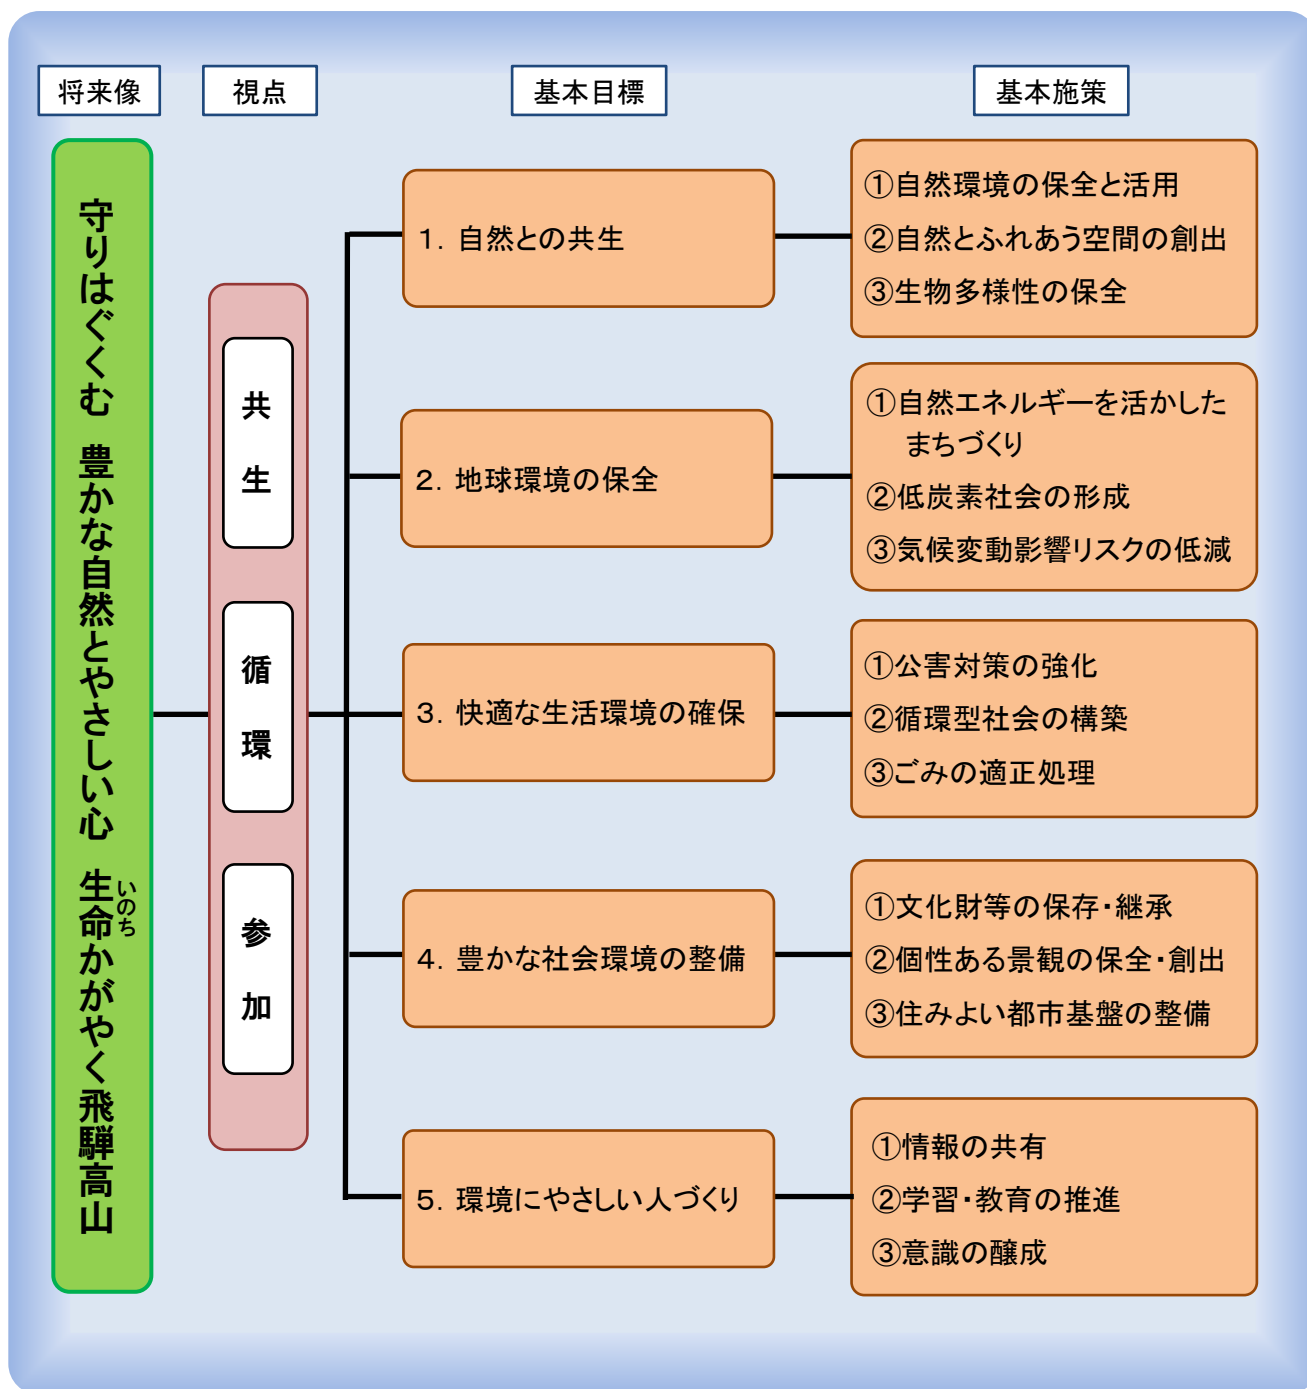 将来像
視点
基本目標
基本施策
守りはぐくむ 豊かな自然とやさしい心 生命かがやく飛騨高山
いのち
共生
循環
参加
1．自然との共生
①自然環境の保全と活用
②自然とふれあう空間の創出
③生物多様性の保全
2．地球環境の保全
①自然エネルギーを活かした
まちづくり
②低炭素社会の形成
③気候変動影響リスクの低減
3．快適な生活環境の確保
①公害対策の強化
②循環型社会の構築
③ごみの適正処理
4．豊かな社会環境の整備
①文化財等の保存・継承
②個性ある景観の保全・創出
③住みよい都市基盤の整備
5．環境にやさしい人づくり
①情報の共有
②学習・教育の推進
③意識の醸成